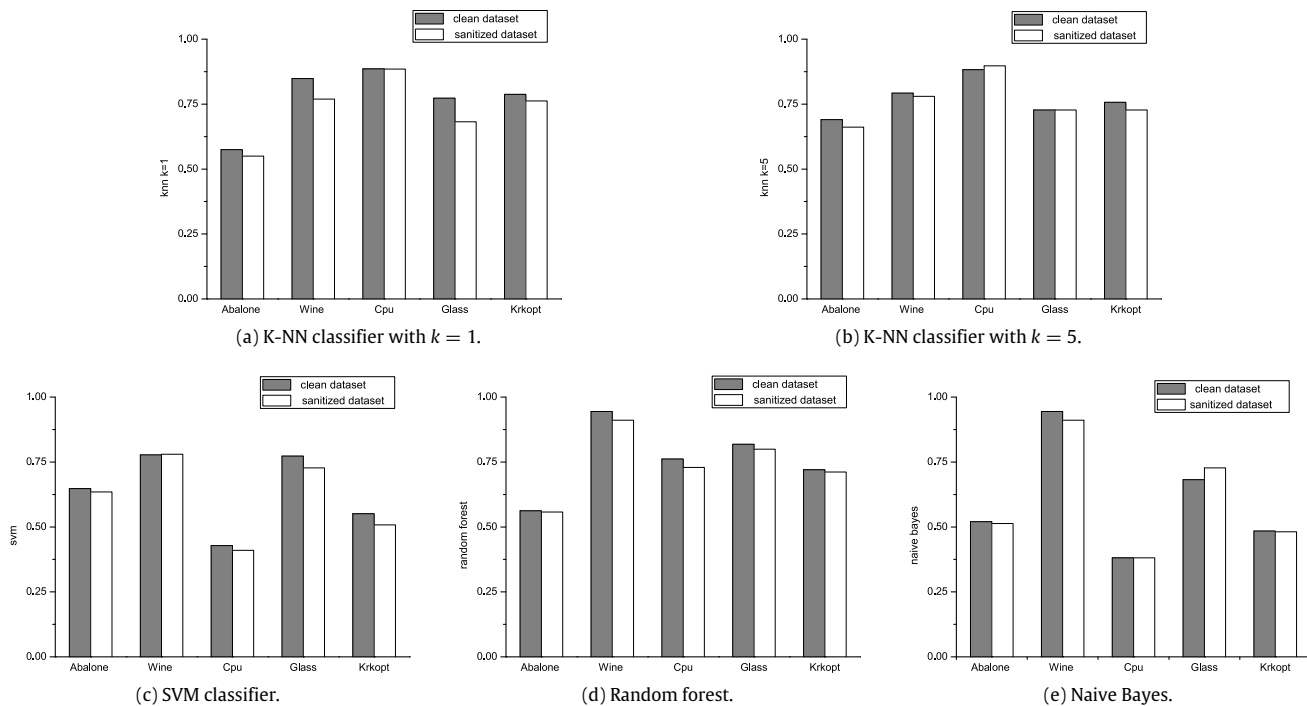 clean dataset
sanitized dataset
1.00
0.75
0.50
0.25
0.00
knn k=1
Abalone Wine Cpu Glass Krkopt
(a) K-NN classifier with k = 1.
clean dataset
sanitized dataset
1.00
0.75
0.50
0.25
0.00
knn k=5
Abalone Wine Cpu Glass Krkopt
(b) K-NN classifier with k = 5.
clean dataset
sanitized dataset
1.00
0.75
0.50
0.25
0.00
svm
Abalone Wine Cpu Glass Krkopt
(c) SVM classifier.
clean dataset
sanitized dataset
1.00
0.75
0.50
0.25
0.00
random forest
Abalone Wine Cpu Glass Krkopt
(d) Random forest.
clean dataset
sanitized dataset
1.00
0.75
0.50
0.25
0.00
naive bayes
Abalone Wine Cpu Glass Krkopt
(e) Naive Bayes.